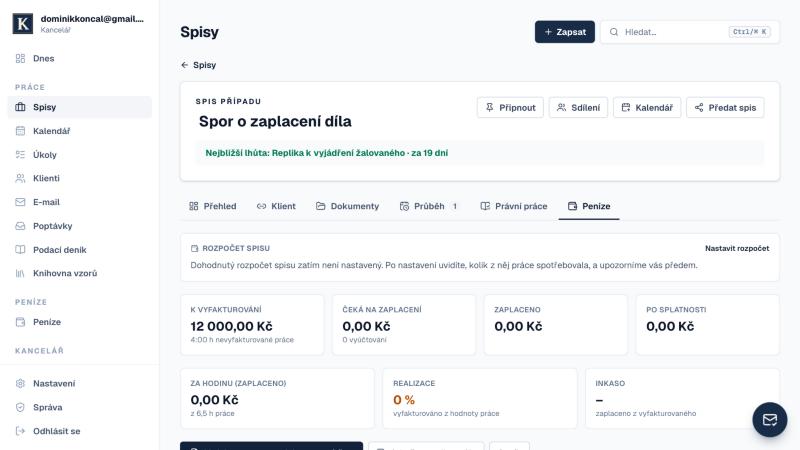 K
dominikkoncal@gmail,...
Kancelář
Dnes
PRÁCE
Spisy
Kalendář
Úkoly
Klienti
E-mail
Poptávky
Podací deník
Knihovna vzorů
PENÍZE
Peníze
KANCELÁŘ
Nastavení
Správa
Odhlásit se
Spisy
+ Zapsat
Hledat…
Ctrl/⌘ K
← Spisy
SPIS PŘÍPADU
Spor o zaplacení díla
Připnout
Sdílení
Kalendář
Předat spis
Nejbližší lhůta: Replika k vyjádření žalovaného · za 19 dní
Přehled
Klient
Dokumenty
Průběh 1
Právní práce
Peníze
ROZPOČET SPISU
Nastavit rozpočet
Dohodnutý rozpočet spisu zatím není nastavený. Po nastavení uvidíte, kolik z něj práce spotřebovala, a upozorníme vás předem.
K VYFAKTUROVÁNÍ
12 000,00 Kč
4:00 h nevyfakturované práce
ČEKÁ NA ZAPLACENÍ
0,00 Kč
0 vyúčtování
ZAPLACENO
0,00 Kč
PO SPLATNOSTI
0,00 Kč
ZA HODINU (ZAPLACENO)
0,00 Kč
z 6,5 h práce
REALIZACE
0 %
vyfakturováno z hodnoty práce
INKASO
–
zaplaceno z vyfakturovaného